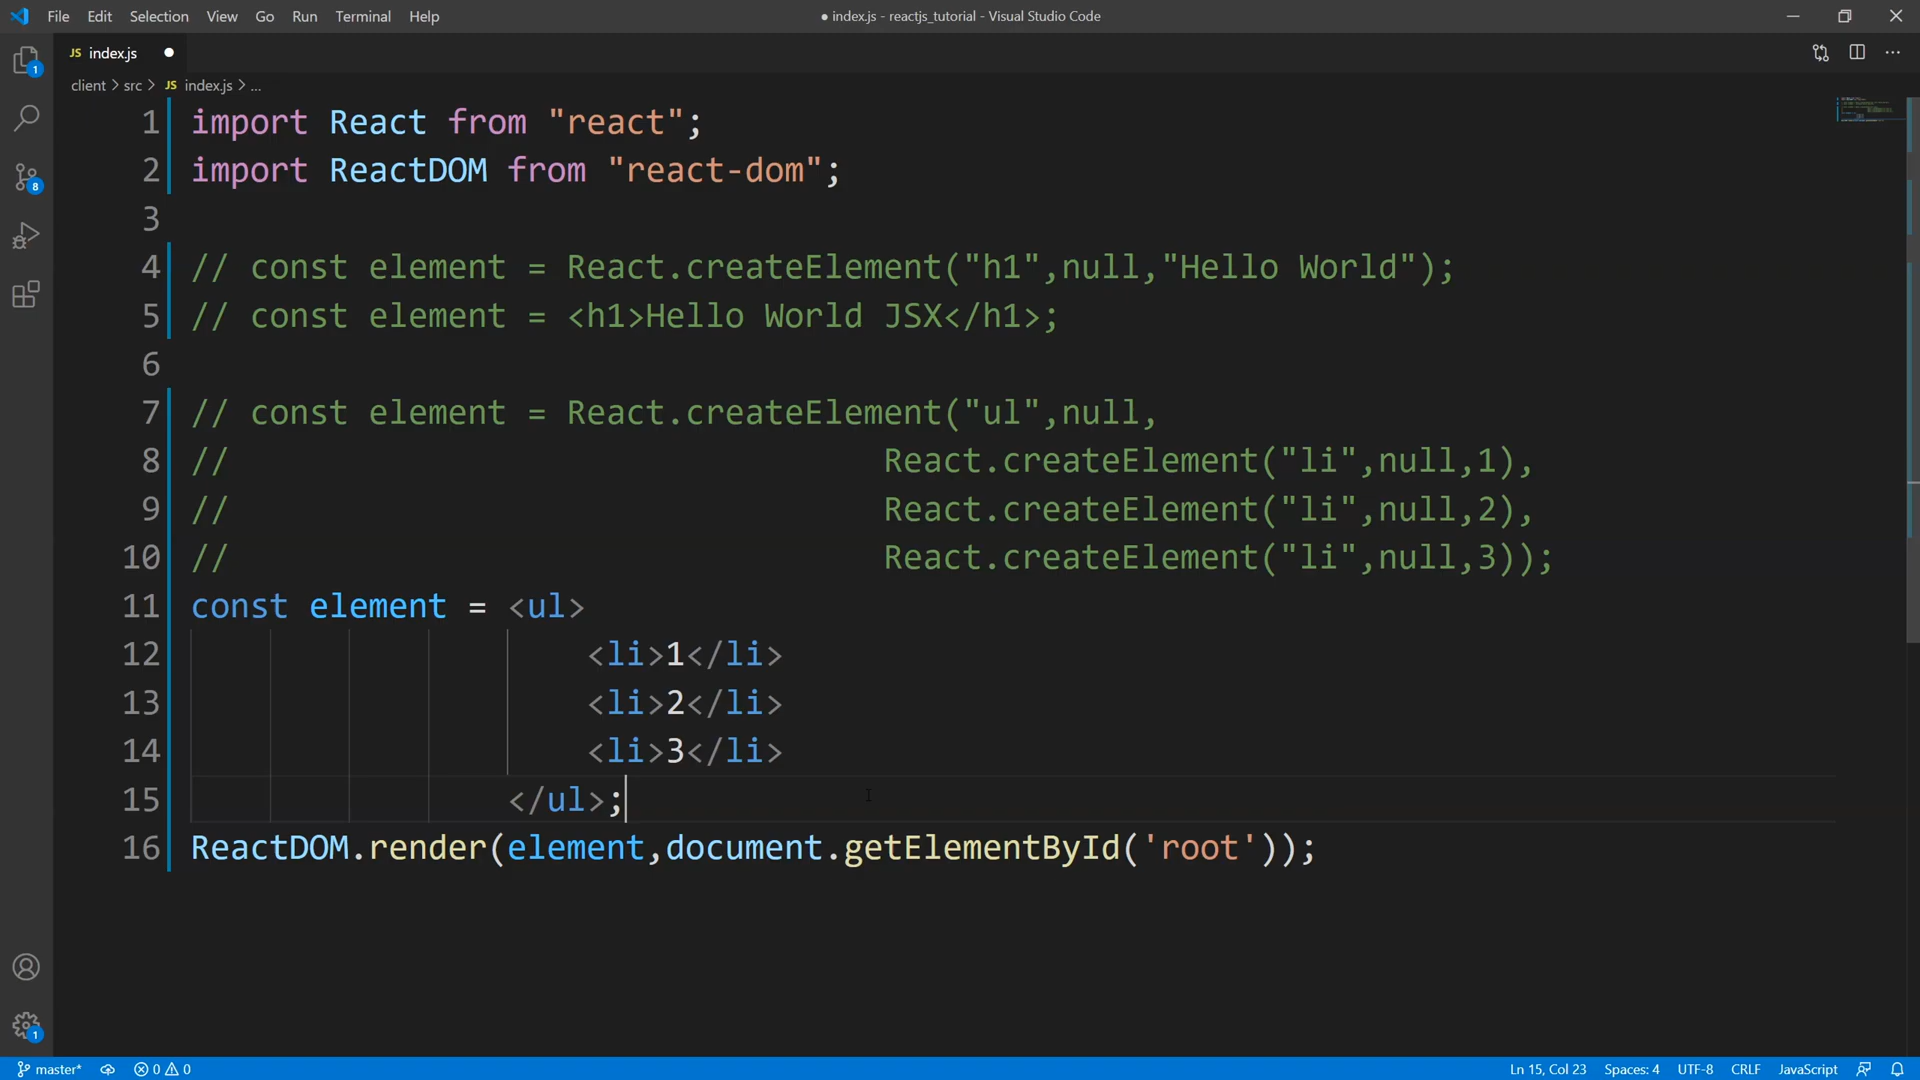 File Edit Selection View Go Run Terminal Help ● index.js - reactjs_tutorial - Visual Studio Code
JS index.js ●
client > src > JS index.js > ...
1 import React from "react";
2 import ReactDOM from "react-dom";
3
4 // const element = React.createElement("h1",null,"Hello World");
5 // const element = <h1>Hello World JSX</h1>;
6
7 // const element = React.createElement("ul",null,
8 // React.createElement("li",null,1),
9 // React.createElement("li",null,2),
10 // React.createElement("li",null,3));
11 const element = <ul>
12 <li>1</li>
13 <li>2</li>
14 <li>3</li>
15 </ul>;
16 ReactDOM.render(element,document.getElementById('root'));
1
8
1
master* 0 0 Ln 15, Col 23 Spaces: 4 UTF-8 CRLF JavaScript